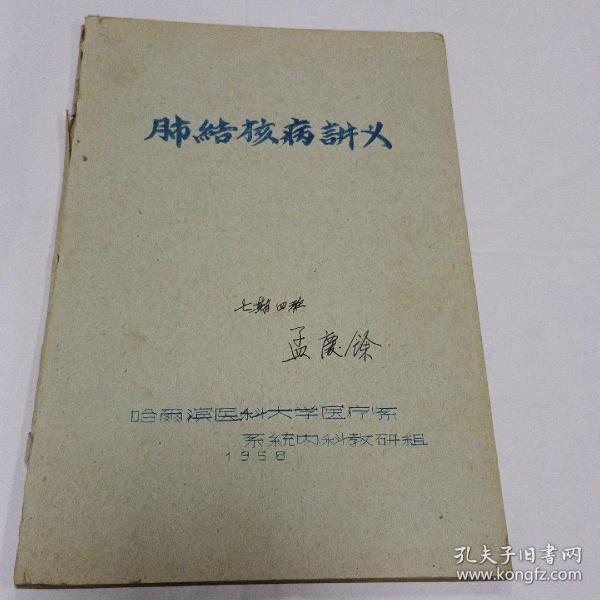 肺結核病講义
七期四班
孟慶餘
哈爾滨医科大学医疗系
系統內科教研組
1958
孔夫子旧书网
www.kongfz.com